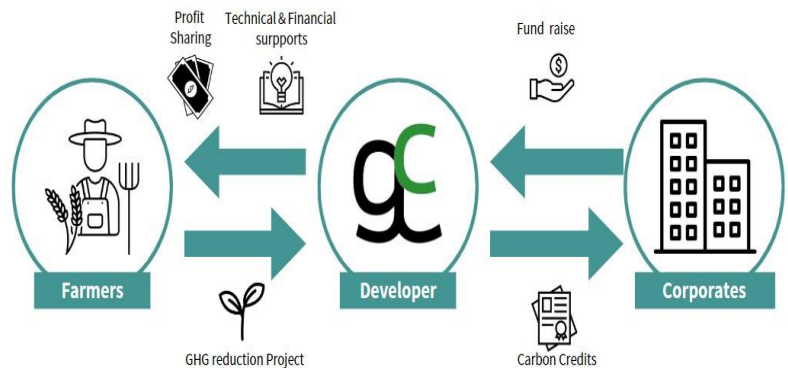 Profit
Sharing
Technical & Financial
surpports
Fund raise
gc
Farmers
Developer
Corporates
GHG reduction Project
Carbon Credits